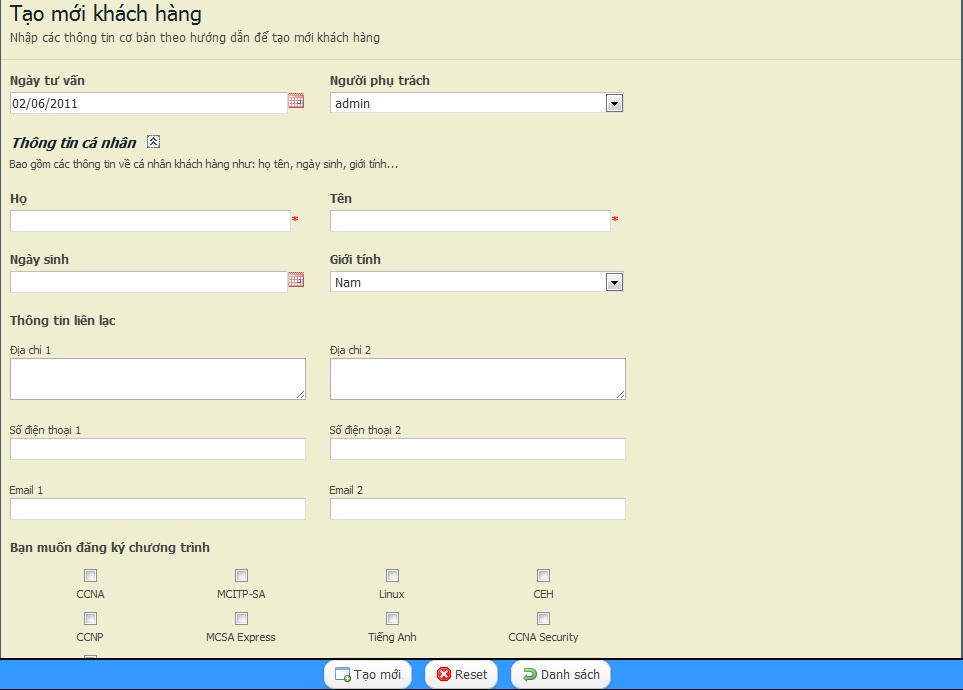 Tạo mới khách hàng
Nhập các thông tin cơ bản theo hướng dẫn để tạo mới khách hàng
Ngày tư vấn
Người phụ trách
02/06/2011
admin
Thông tin cá nhân
Bao gồm các thông tin về cá nhân khách hàng như: họ tên, ngày sinh, giới tính...
Họ
Tên
*
*
Ngày sinh
Giới tính
Nam
Thông tin liên lạc
Địa chỉ 1
Địa chỉ 2
Số điện thoại 1
Số điện thoại 2
Email 1
Email 2
Bạn muốn đăng ký chương trình
CCNA
MCITP-SA
Linux
CEH
CCNP
MCSA Express
Tiếng Anh
CCNA Security
Tạo mới
Reset
Danh sách